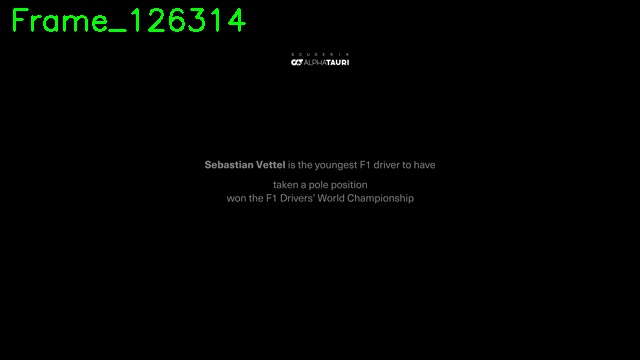 Frame_126314
SCUDERIA
ALPHATAURI
Sebastian Vettel is the youngest F1 driver to have
taken a pole position
won the F1 Drivers' World Championship